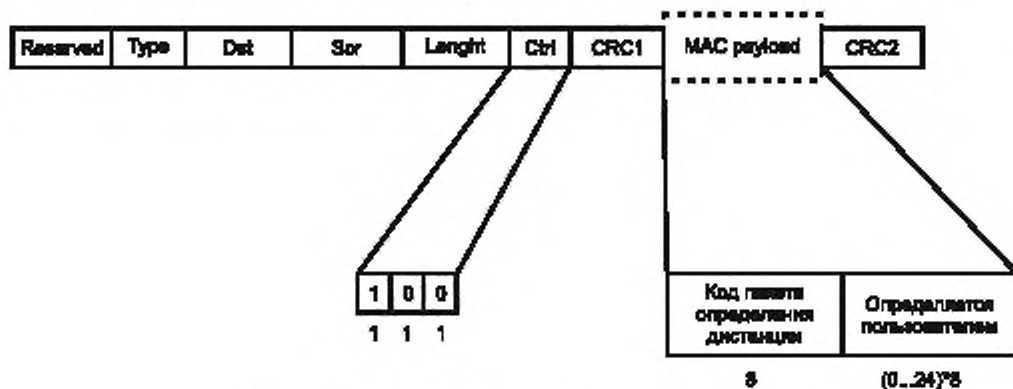 Reserved Type Dst Sor Lenght Ctrl CRC1 MAC payload CRC2
1 0 0
1 1 1
Код пакета
определения
дистанции
Определяется
пользователем
8 (0...24)*8